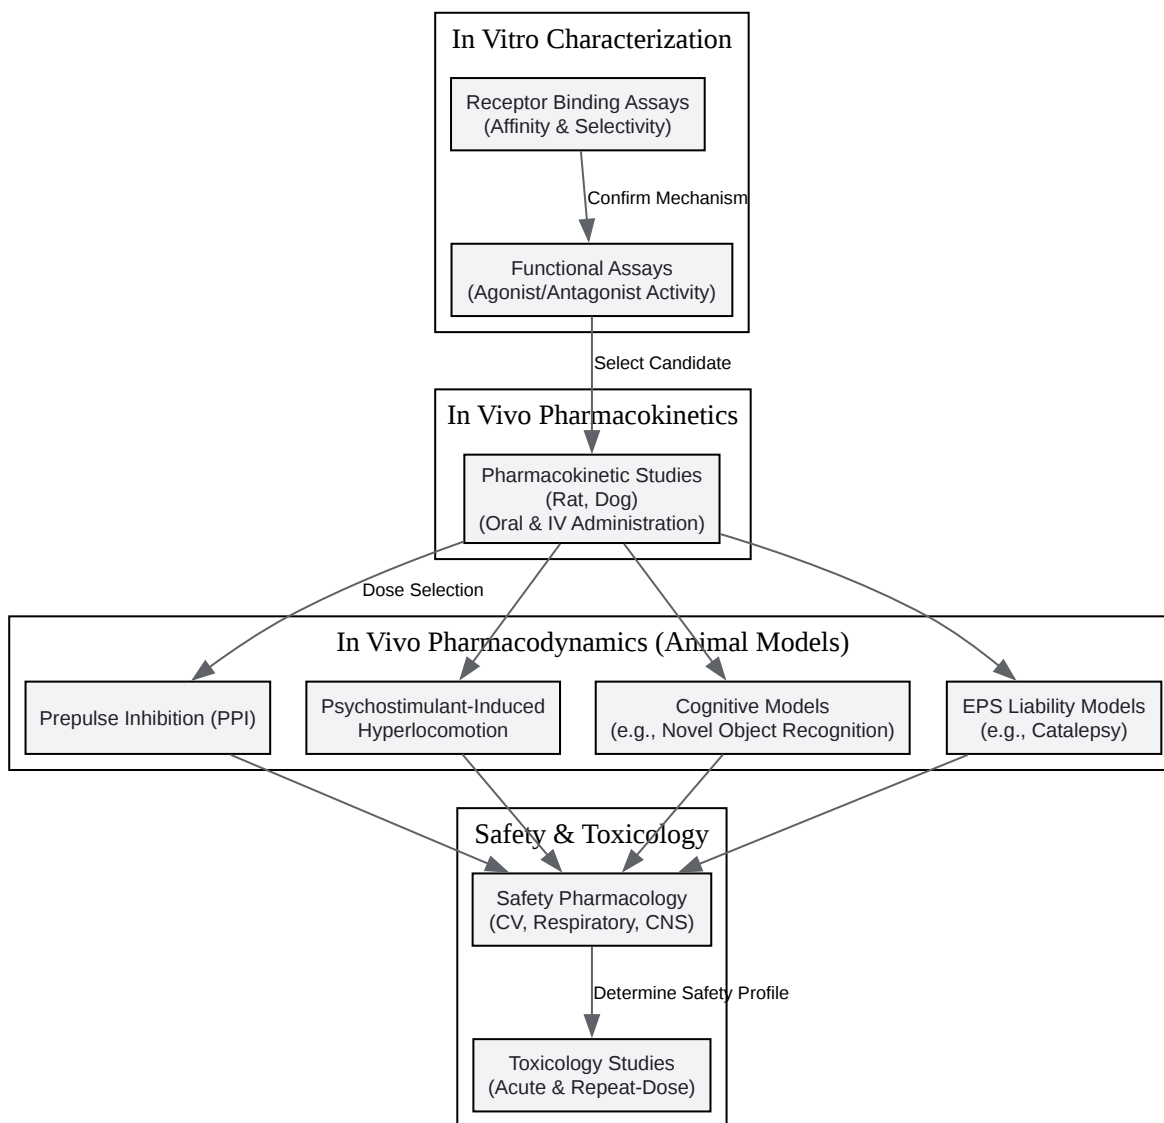 In Vitro Characterization
Receptor Binding Assays
(Affinity & Selectivity)
Confirm Mechanism
Functional Assays
(Agonist/Antagonist Activity)
Select Candidate
In Vivo Pharmacokinetics
Pharmacokinetic Studies
(Rat, Dog)
(Oral & IV Administration)
Dose Selection
In Vivo Pharmacodynamics (Animal Models)
Prepulse Inhibition (PPI)
Psychostimulant-Induced
Hyperlocomotion
Cognitive Models
(e.g., Novel Object Recognition)
EPS Liability Models
(e.g., Catalepsy)
Safety & Toxicology
Safety Pharmacology
(CV, Respiratory, CNS)
Determine Safety Profile
Toxicology Studies
(Acute & Repeat-Dose)